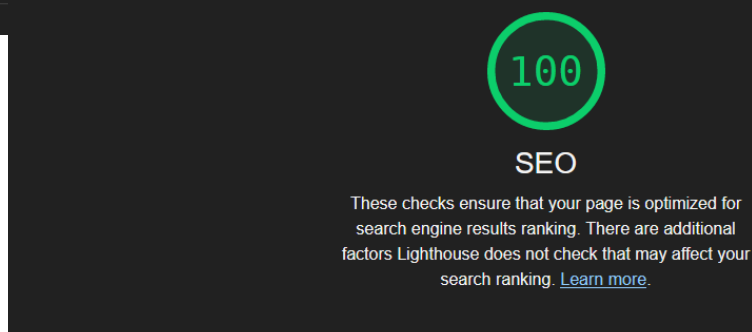 100
SEO
These checks ensure that your page is optimized for
search engine results ranking. There are additional
factors Lighthouse does not check that may affect your
search ranking. Learn more.